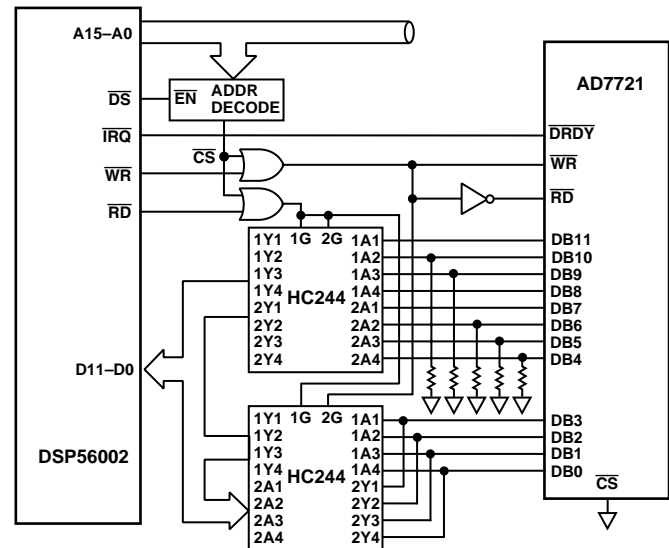 A15–A0
AD7721
DS
EN
ADDR
DECODE
IRQ
DRDY
CS
WR
WR
RD
RD
1G 2G
1Y1
1Y2
1Y3
1Y4
2Y1
2Y2
2Y3
2Y4
HC244
1A1
1A2
1A3
1A4
2A1
2A2
2A3
2A4
DB11
DB10
DB9
DB8
DB7
DB6
DB5
DB4
D11–D0
DSP56002
1G 2G
1Y1
1Y2
1Y3
1Y4
2A1
2A2
2A3
2A4
HC244
1A1
1A2
1A3
1A4
2Y1
2Y2
2Y3
2Y4
DB3
DB2
DB1
DB0
CS